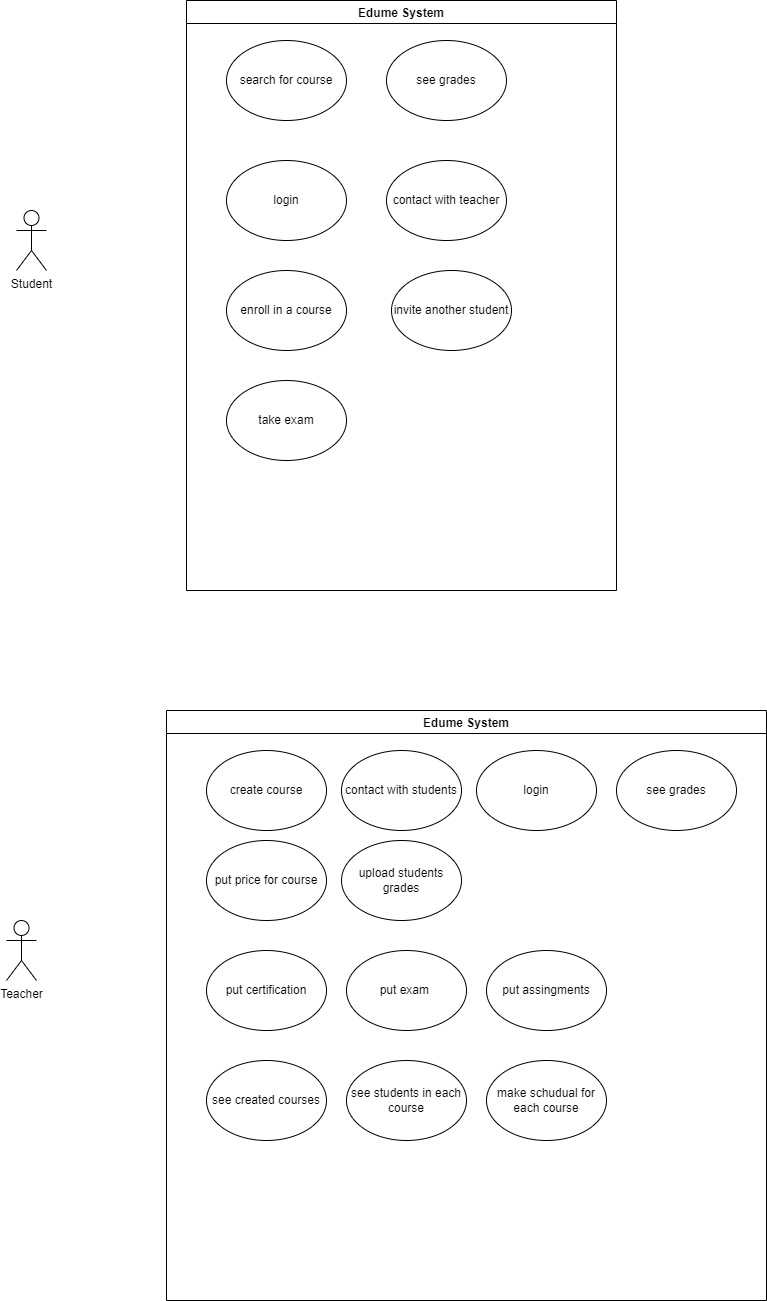 Edume System
search for course
see grades
login
contact with teacher
Student
enroll in a course
invite another student
take exam
Edume System
create course
contact with students
login
see grades
put price for course
upload students
grades
Teacher
put certification
put exam
put assingments
see created courses
see students in each
course
make schudual for
each course